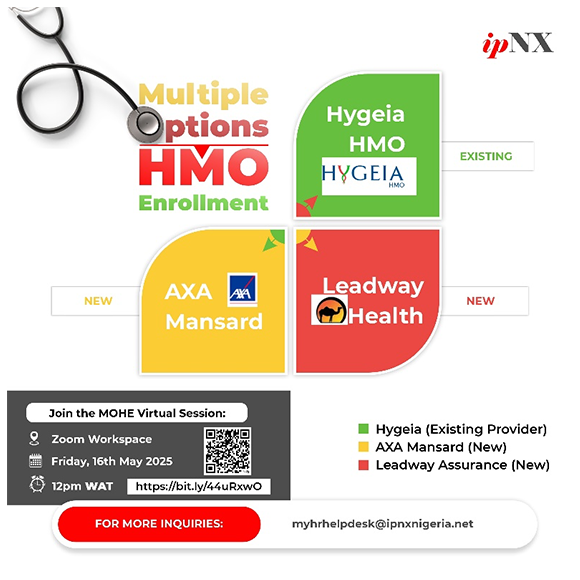 ipNX
Multiple
ptions
HMO
Enrollment
Hygeia
HMO
HYGEIA
HMO
EXISTING
NEW
AXA
AXA
Mansard
Leadway
Health
NEW
Join the MOHE Virtual Session:
Zoom Workspace
Friday, 16th May 2025
12pm WAT
https://bit.ly/44uRxwO
Hygeia (Existing Provider)
AXA Mansard (New)
Leadway Assurance (New)
FOR MORE INQUIRIES:
myhrhelpdesk@ipnxnigeria.net